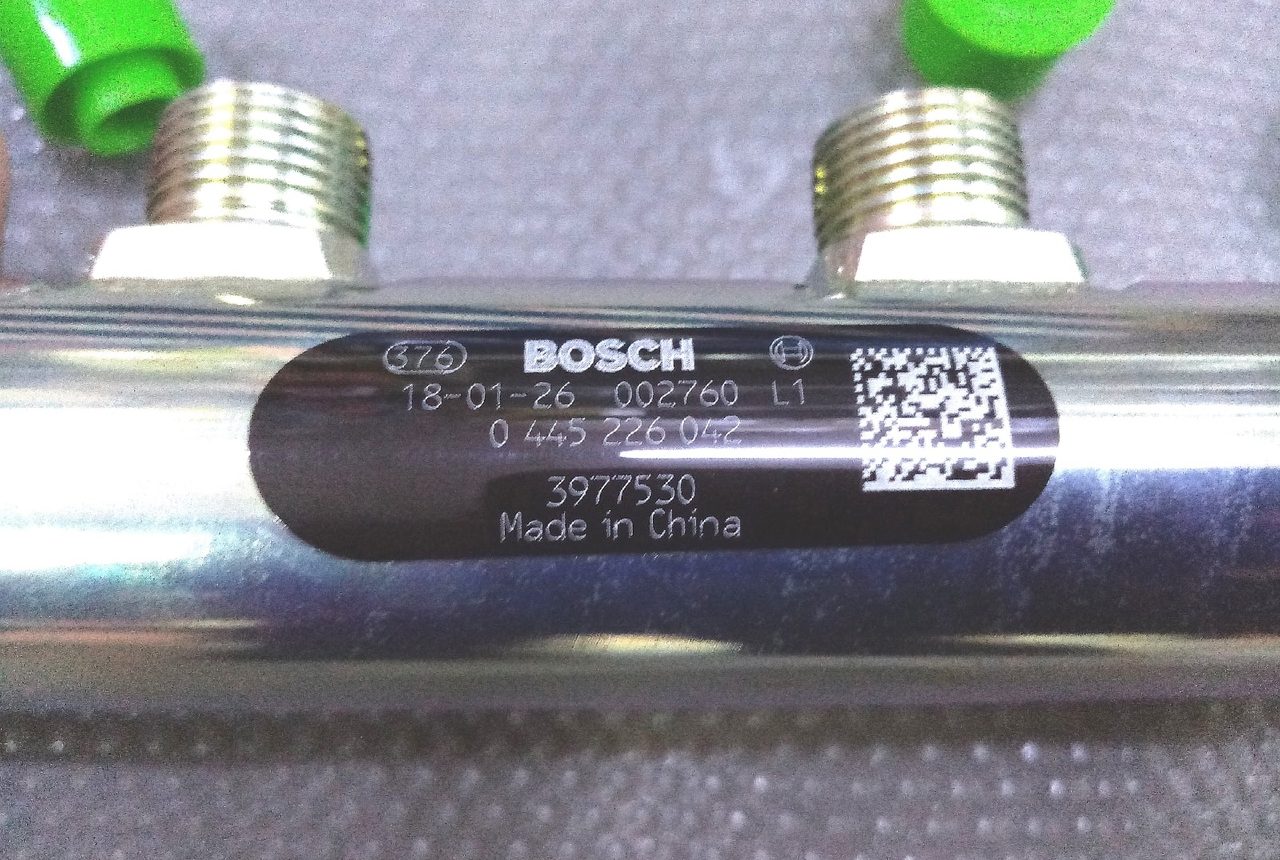 376 BOSCH
18-01-26 002760 L1
0 445 226 042
3977530
Made in China